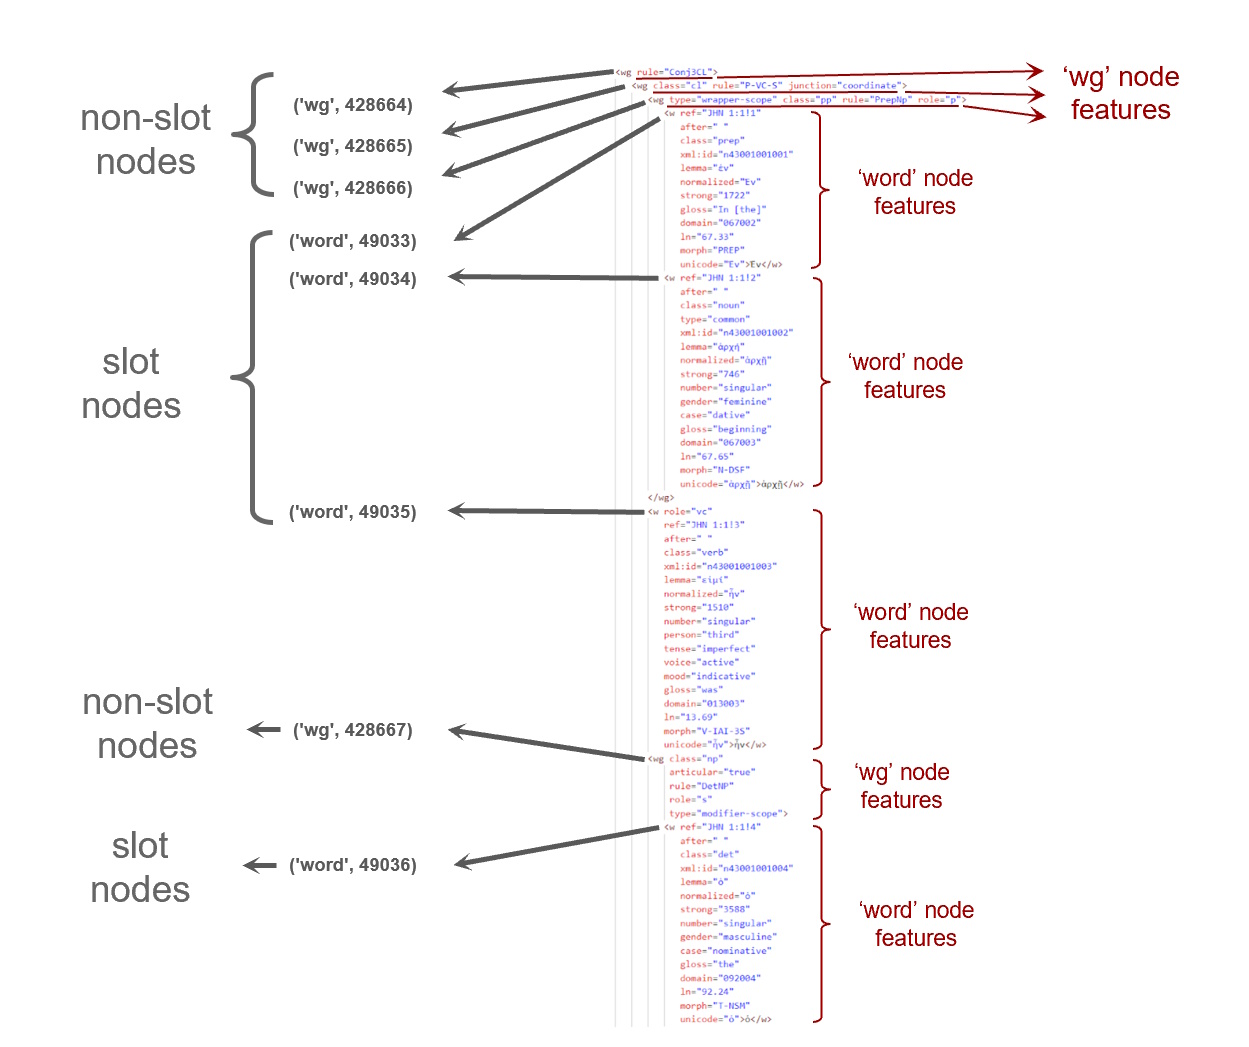 non-slot
nodes
('wg', 428664)
('wg', 428665)
('wg', 428666)
slot
nodes
('word', 49033)
('word', 49034)
('word', 49035)
non-slot
nodes
('wg', 428667)
slot
nodes
('word', 49036)
<wg rule="Conj3CL">
<wg class="cl" rule="P-VC-S" junction="coordinate">
<wg type="wrapper-scope" class="pp" rule="PrepNp" role="p">
<w ref="JHN 1:1!1"
after=" "
class="prep"
xml:id="n43001001001"
lemma="ἐν"
normalized="Ἐν"
strong="1722"
gloss="In [the]"
domain="067002"
ln="67.33"
morph="PREP"
unicode="Ἐν">Ἐν</w>
<w ref="JHN 1:1!2"
after=" "
class="noun"
type="common"
xml:id="n43001001002"
lemma="ἀρχή"
normalized="ἀρχῇ"
strong="746"
number="singular"
gender="feminine"
case="dative"
gloss="beginning"
domain="067003"
ln="67.65"
morph="N-DSF"
unicode="ἀρχῇ">ἀρχῇ</w>
</wg>
<w role="vc"
ref="JHN 1:1!3"
after=" "
class="verb"
xml:id="n43001001003"
lemma="εἰμί"
normalized="ἦν"
strong="1510"
number="singular"
person="third"
tense="imperfect"
voice="active"
mood="indicative"
gloss="was"
domain="013003"
ln="13.69"
morph="V-IAI-3S"
unicode="ἦν">ἦν</w>
<wg class="np"
articular="true"
rule="DetNP"
role="s"
type="modifier-scope">
<w ref="JHN 1:1!4"
after=" "
class="det"
xml:id="n43001001004"
lemma="ὁ"
normalized="ὁ"
strong="3588"
number="singular"
gender="masculine"
case="nominative"
gloss="the"
domain="092004"
ln="92.24"
morph="T-NSM"
unicode="ὁ">ὁ</w>
‘wg’ node
features
‘word’ node
features
‘word’ node
features
‘word’ node
features
‘wg’ node
features
‘word’ node
features